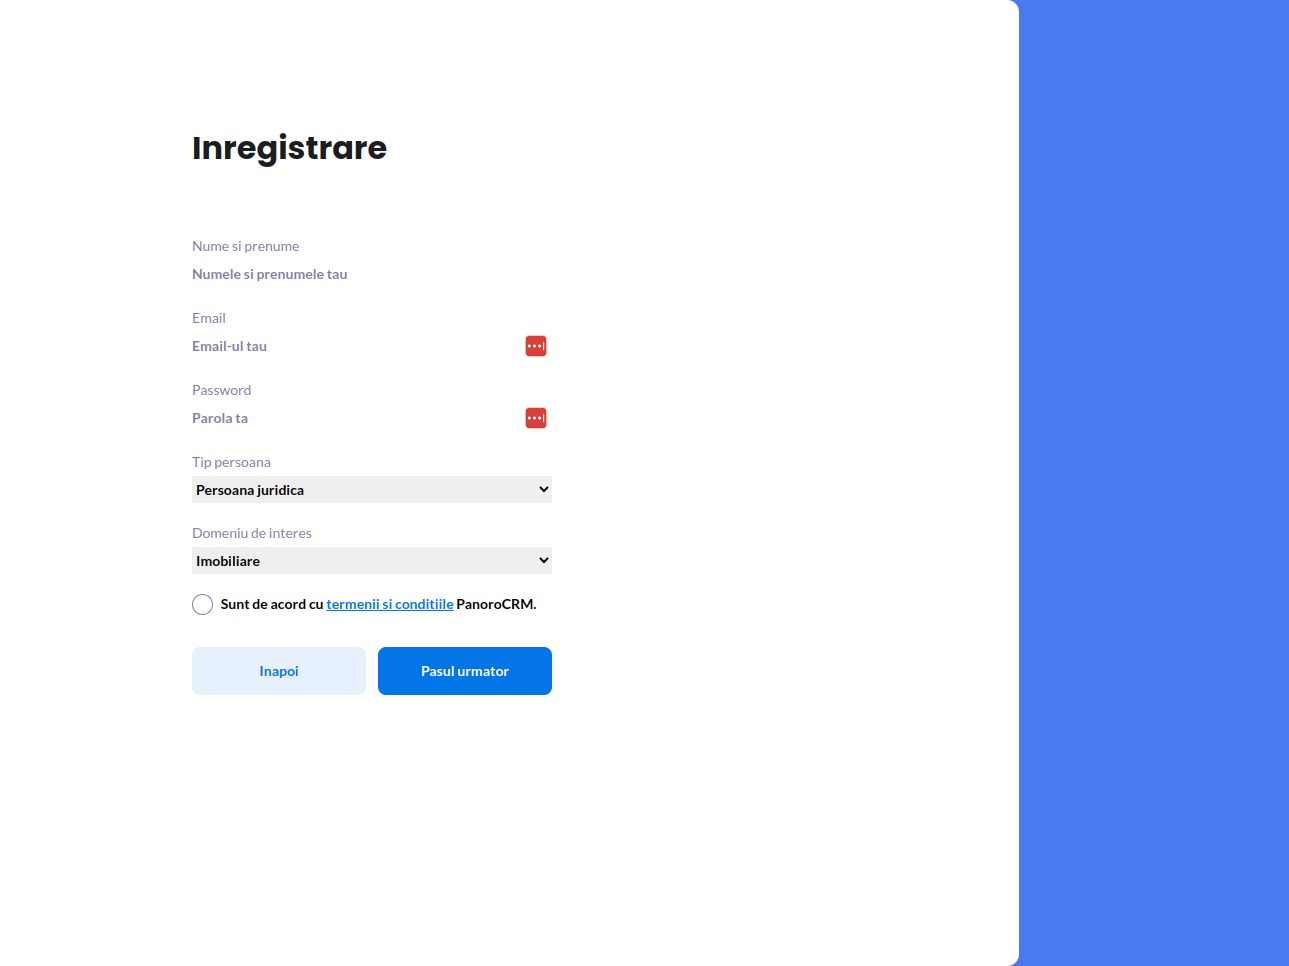 Inregistrare
Nume si prenume
Numele si prenumele tau
Email
Email-ul tau
Password
Parola ta
Tip persoana
Persoana juridica
Domeniu de interes
Imobiliare
Sunt de acord cu termenii si conditiile PanoroCRM.
Inapoi
Pasul urmator